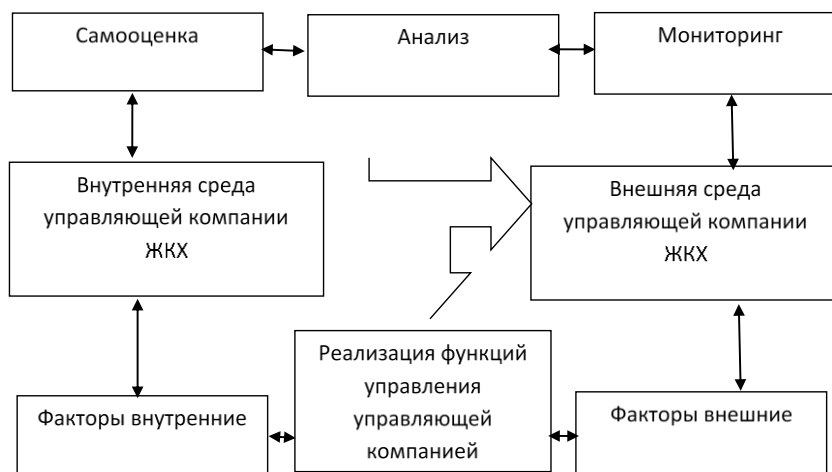 Самооценка
Анализ
Мониторинг
Внутренняя среда
управляющей компании
ЖКХ
Внешняя среда
управляющей компании
ЖКХ
Факторы внутренние
Реализация функций
управления
управляющей
компанией
Факторы внешние